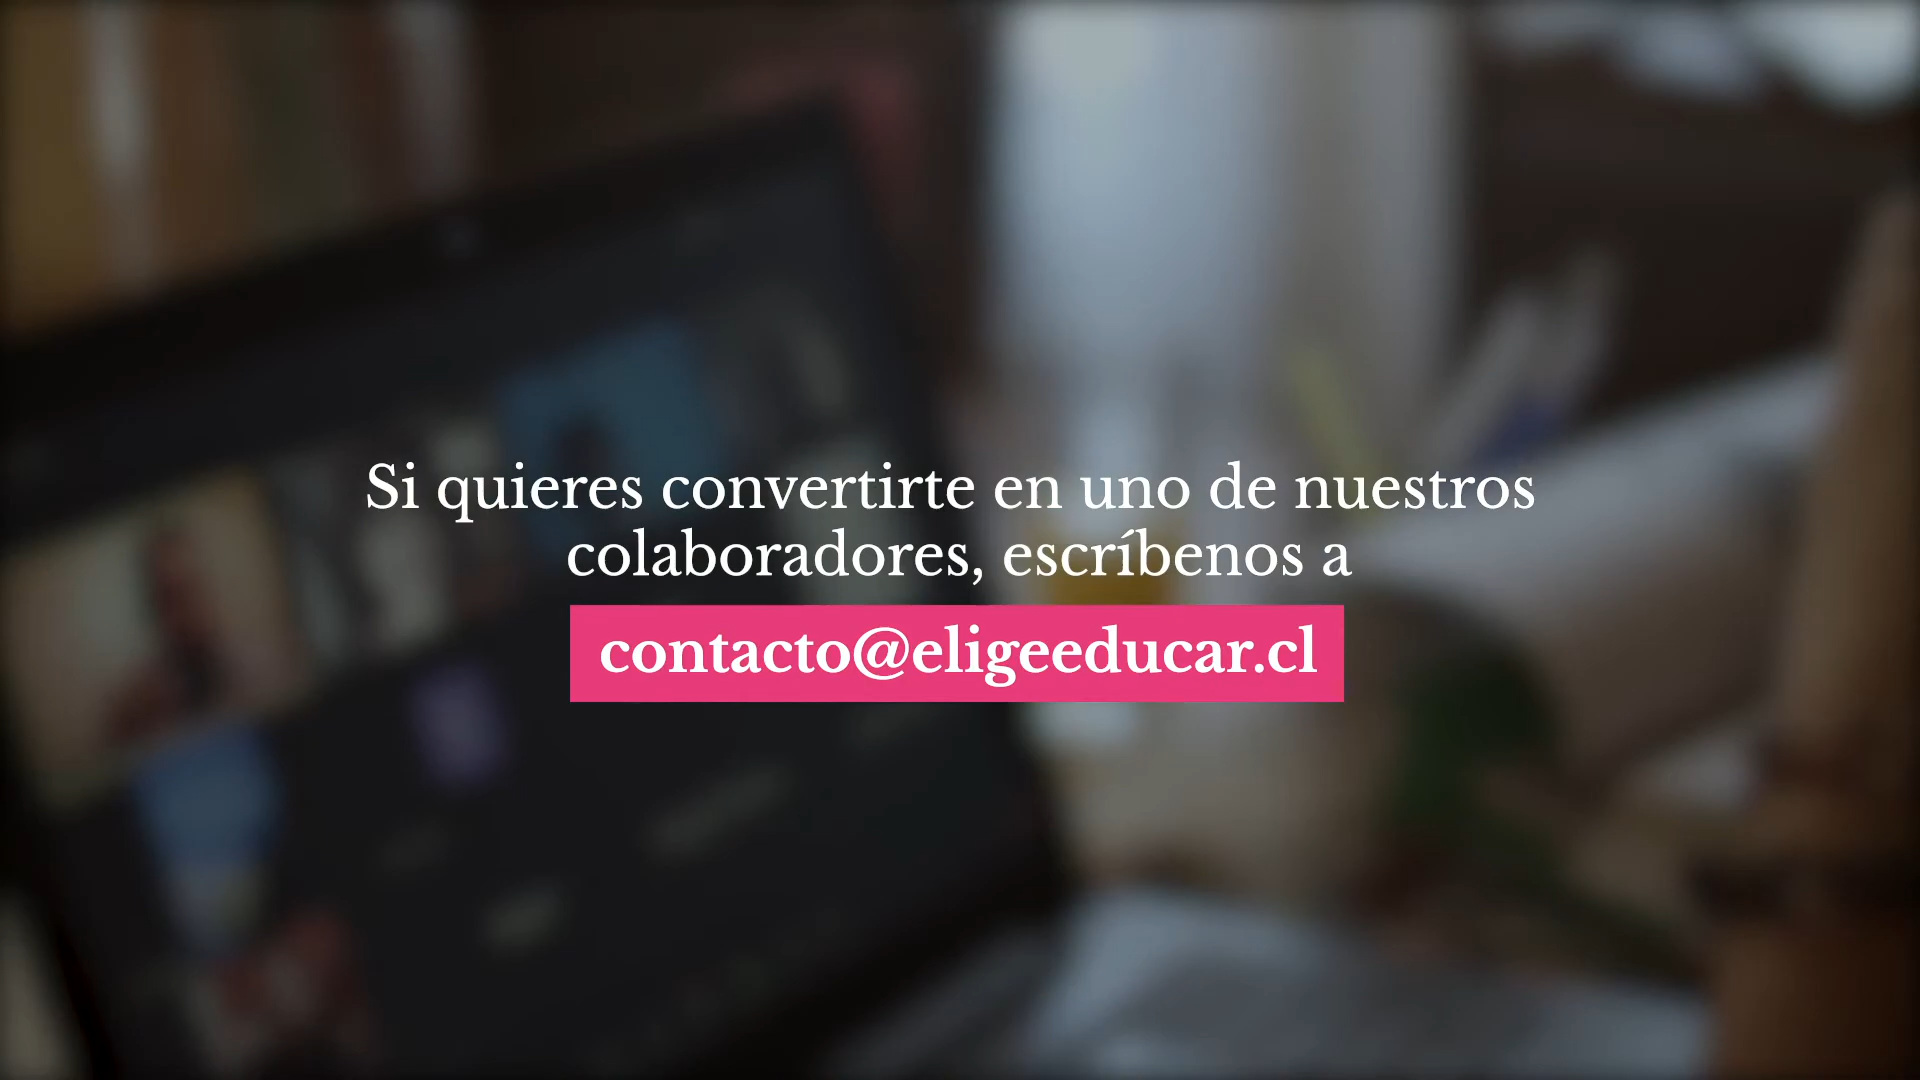 Si quieres convertirte en uno de nuestros
colaboradores, escríbenos a
contacto@eligeeducar.cl